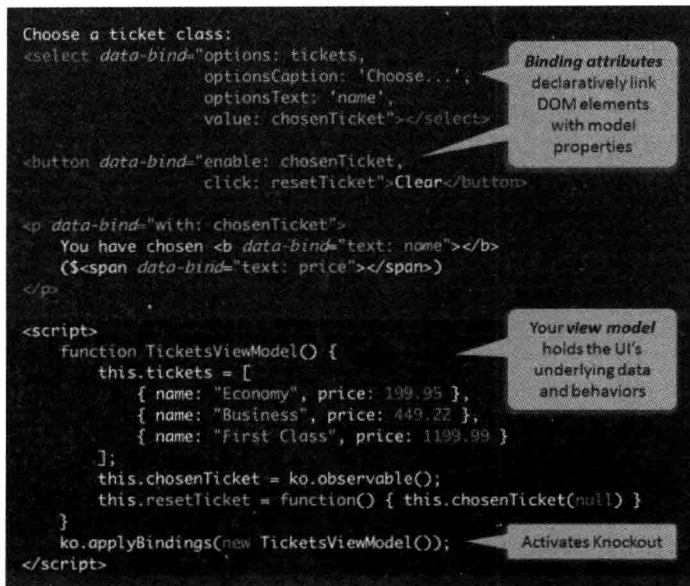 Choose a ticket class:
<select data-bind="options: tickets,
optionsCaption: 'Choose...',
optionsText: 'name',
value: chosenTicket"></select>
<button data-bind="enable: chosenTicket,
click: resetTicket">Clear</button>
<p data-bind="with: chosenTicket">
You have chosen <b data-bind="text: name"></b>
($<span data-bind="text: price"></span>)
</p>
<script>
function TicketsViewModel() {
this.tickets = [
{ name: "Economy", price: 199.95 },
{ name: "Business", price: 449.22 },
{ name: "First Class", price: 1199.99 }
];
this.chosenTicket = ko.observable();
this.resetTicket = function() { this.chosenTicket(null) }
}
ko.applyBindings(new TicketsViewModel());
</script>
Binding attributes
declaratively link
DOM elements
with model
properties
Your view model
holds the UI's
underlying data
and behaviors
Activates Knockout